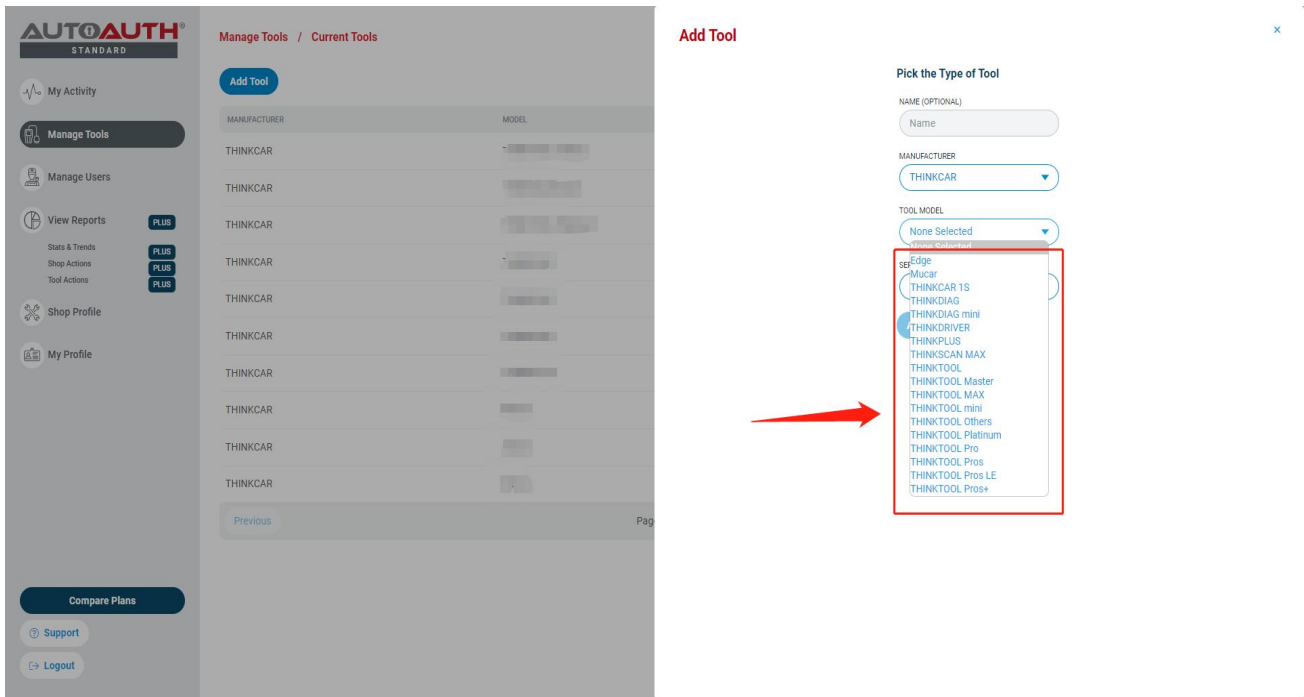 AUTOAUTH®
STANDARD
My Activity
Manage Tools
Manage Users
View Reports PLUS
Stats & Trends PLUS
Shop Actions PLUS
Tool Actions PLUS
Shop Profile
My Profile
Compare Plans
Support
Logout
Manage Tools / Current Tools
Add Tool
MANUFACTURER MODEL
THINKCAR
THINKCAR
THINKCAR
THINKCAR
THINKCAR
THINKCAR
THINKCAR
THINKCAR
THINKCAR
THINKCAR
Previous Pag
Add Tool x
Pick the Type of Tool
NAME (OPTIONAL)
Name
MANUFACTURER
THINKCAR
TOOL MODEL
None Selected
None Selected
Edge
Mucar
THINKCAR 1S
THINKDIAG
THINKDIAG mini
THINKDRIVER
THINKPLUS
THINKSCAN MAX
THINKTOOL
THINKTOOL Master
THINKTOOL MAX
THINKTOOL mini
THINKTOOL Others
THINKTOOL Platinum
THINKTOOL Pro
THINKTOOL Pros
THINKTOOL Pros LE
THINKTOOL Pros+